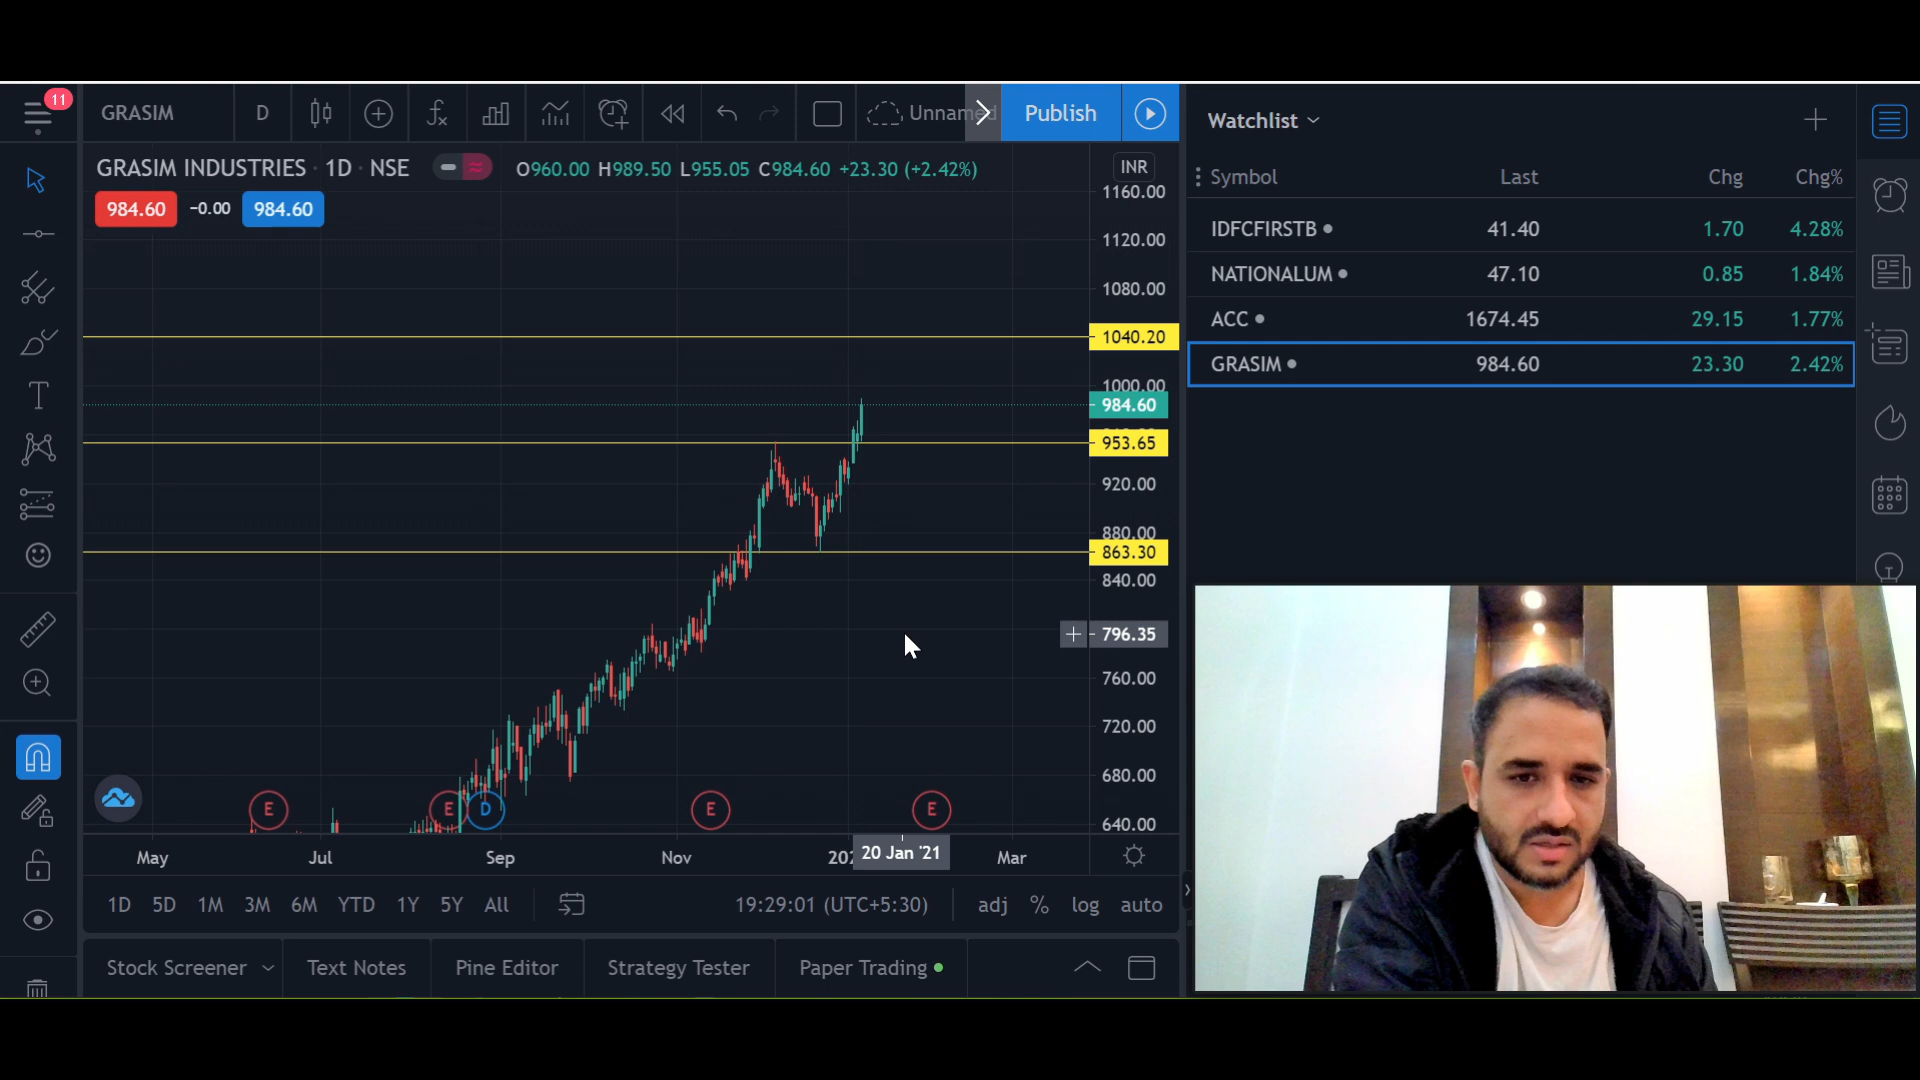 11
GRASIM
D
Unnamed
Publish
GRASIM INDUSTRIES · 1D · NSE
O960.00 H989.50 L955.05 C984.60 +23.30 (+2.42%)
984.60 −0.00 984.60
INR
1160.00
1120.00
1080.00
1040.20
1000.00
984.60
953.65
920.00
880.00
863.30
840.00
796.35
760.00
720.00
680.00
640.00
E E D E E
May Jul Sep Nov 202 20 Jan '21 Mar
1D 5D 1M 3M 6M YTD 1Y 5Y All
19:29:01 (UTC+5:30) adj % log auto
Stock Screener Text Notes Pine Editor Strategy Tester Paper Trading
Watchlist
Symbol Last Chg Chg%
IDFCFIRSTB 41.40 1.70 4.28%
NATIONALUM 47.10 0.85 1.84%
ACC 1674.45 29.15 1.77%
GRASIM 984.60 23.30 2.42%